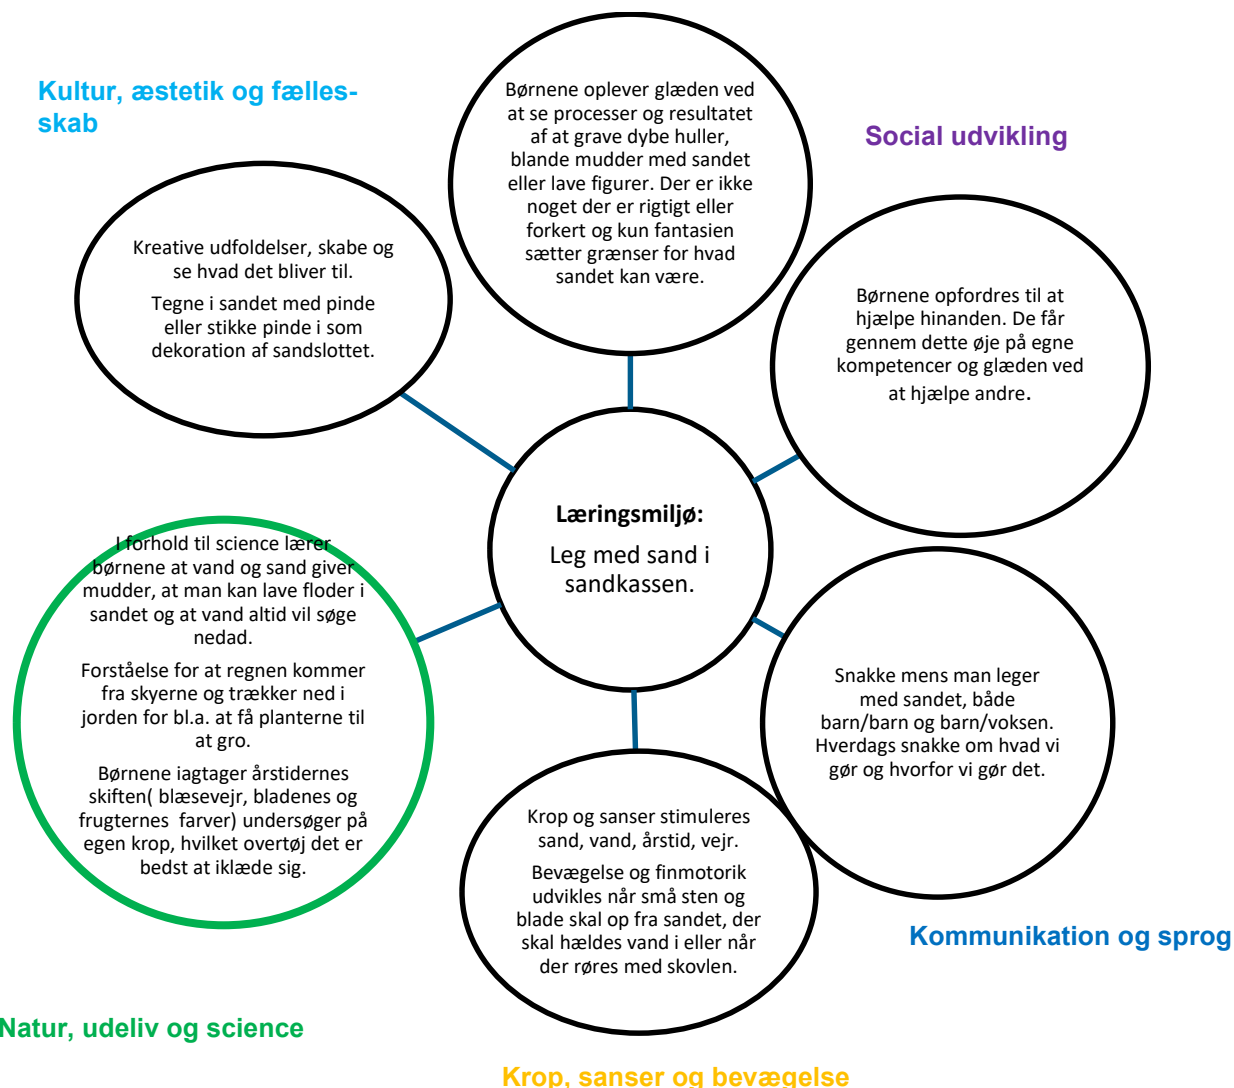 Kultur, æstetik og fælles-
skab
Børnene oplever glæden ved
at se processer og resultatet
af at grave dybe huller,
blande mudder med sandet
eller lave figurer. Der er ikke
noget der er rigtigt eller
forkert og kun fantasien
sætter grænser for hvad
sandet kan være.
Social udvikling
Kreative udfoldelser, skabe og
se hvad det bliver til.
Tegne i sandet med pinde
eller stikke pinde i som
dekoration af sandslottet.
Børnene opfordres til at
hjælpe hinanden. De får
gennem dette øje på egne
kompetencer og glæden ved
at hjælpe andre.
Læringsmiljø:
Leg med sand i
sandkassen.
I forhold til science lærer
børnene at vand og sand giver
mudder, at man kan lave floder i
sandet og at vand altid vil søge
nedad.
Forståelse for at regnen kommer
fra skyerne og trækker ned i
jorden for bl.a. at få planterne til
at gro.
Børnene iagtager årstidernes
skiften( blæsevejr, bladenes og
frugternes  farver) undersøger på
egen krop, hvilket overtøj det er
bedst at iklæde sig.
Snakke mens man leger
med sandet, både
barn/barn og barn/voksen.
Hverdags snakke om hvad vi
gør og hvorfor vi gør det.
Krop og sanser stimuleres
sand, vand, årstid, vejr.
Bevægelse og finmotorik
udvikles når små sten og
blade skal op fra sandet, der
skal hældes vand i eller når
der røres med skovlen.
Kommunikation og sprog
Natur, udeliv og science
Krop, sanser og bevægelse